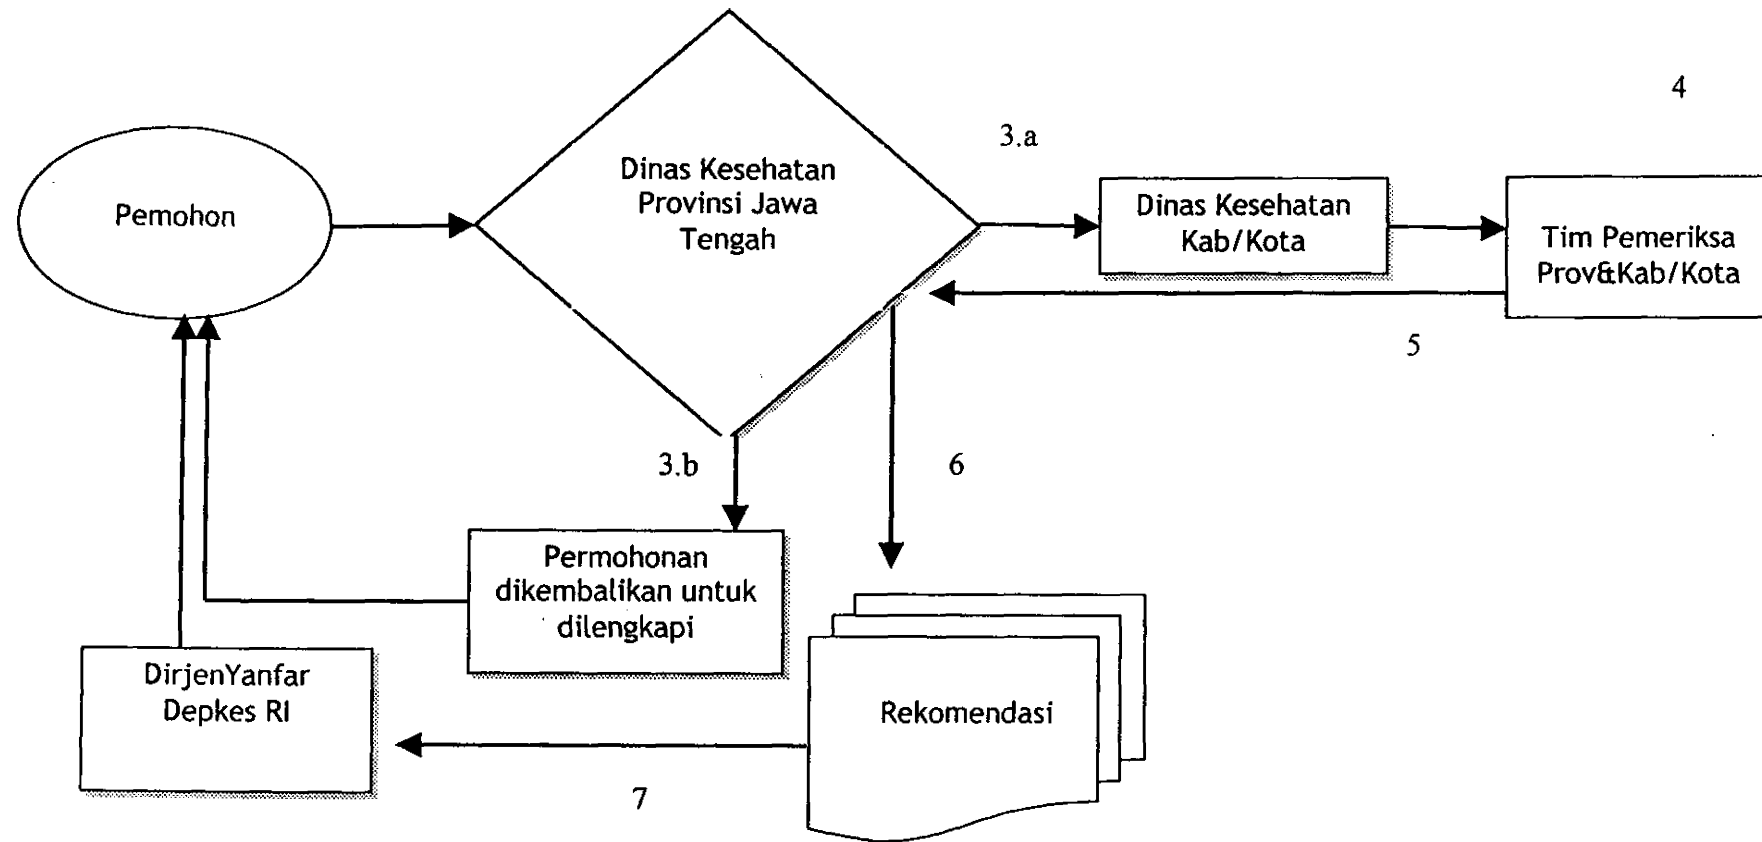 4
3.a
Dinas Kesehatan
Provinsi Jawa
Tengah
Pemohon
Dinas Kesehatan
Kab/Kota
Tim Pemeriksa
Prov&Kab/Kota
5
3.b
6
Permohonan
dikembalikan untuk
dilengkapi
DirjenYanfar
Depkes RI
Rekomendasi
7